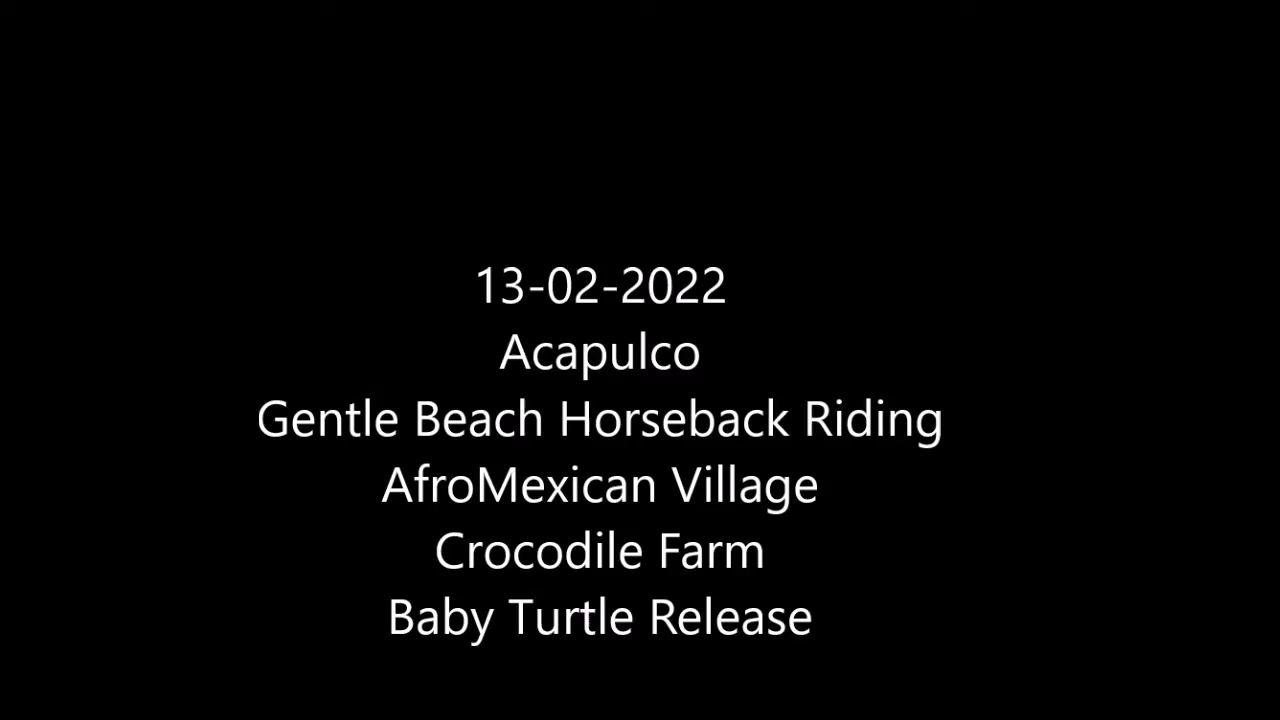 13-02-2022
Acapulco
Gentle Beach Horseback Riding
AfroMexican Village
Crocodile Farm
Baby Turtle Release